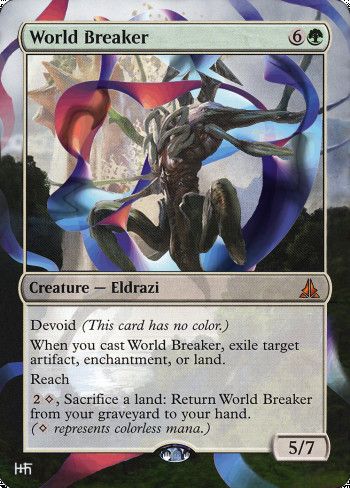 World Breaker 6
Creature — Eldrazi
Devoid (This card has no color.)
When you cast World Breaker, exile target
artifact, enchantment, or land.
Reach
2 , Sacrifice a land: Return World Breaker
from your graveyard to your hand.
( represents colorless mana.)
5/7